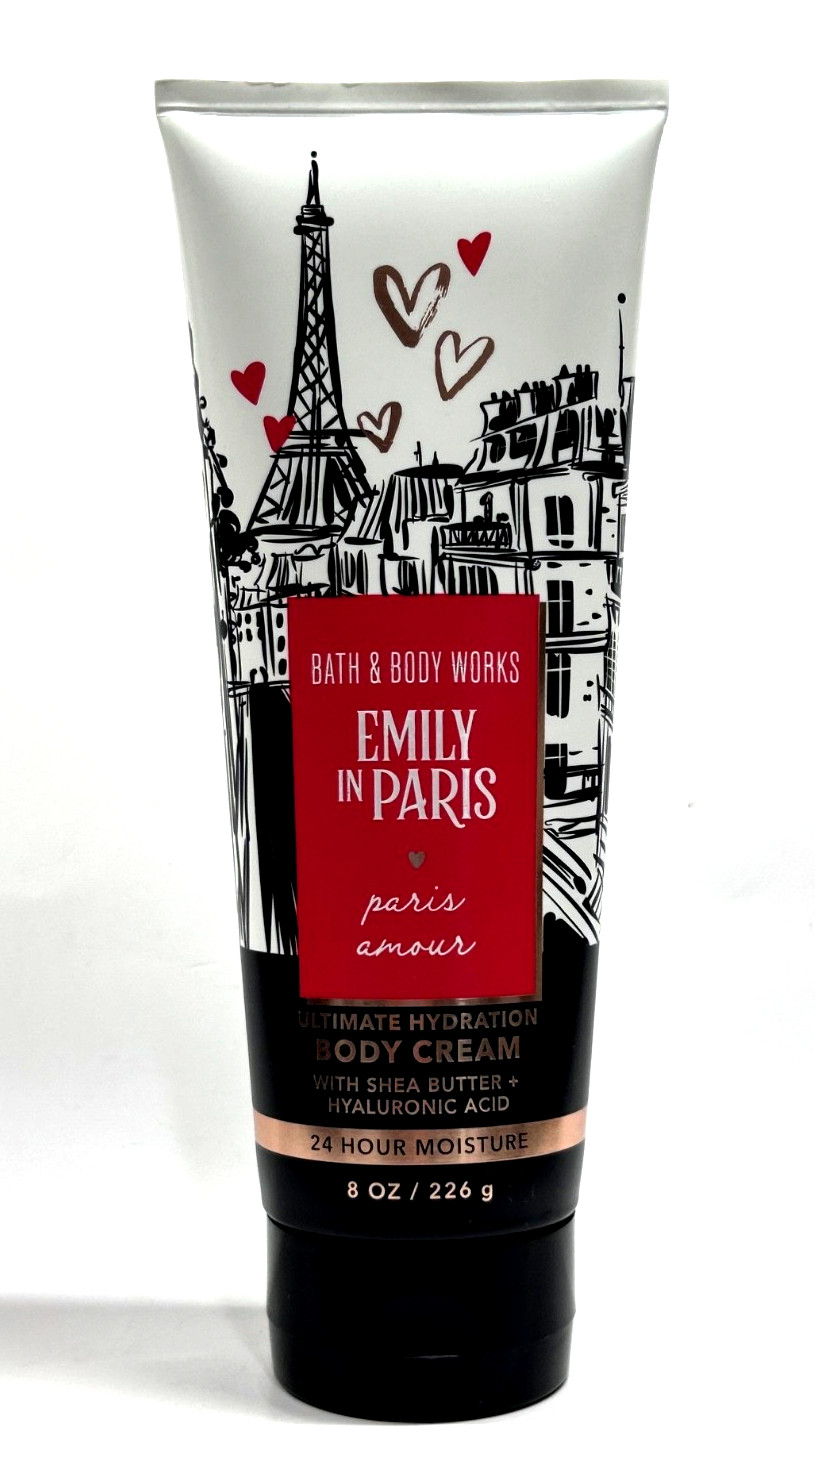 BATH & BODY WORKS
EMILY
IN PARIS
paris
amour
ULTIMATE HYDRATION
BODY CREAM
WITH SHEA BUTTER +
HYALURONIC ACID
24 HOUR MOISTURE
8 OZ / 226 g